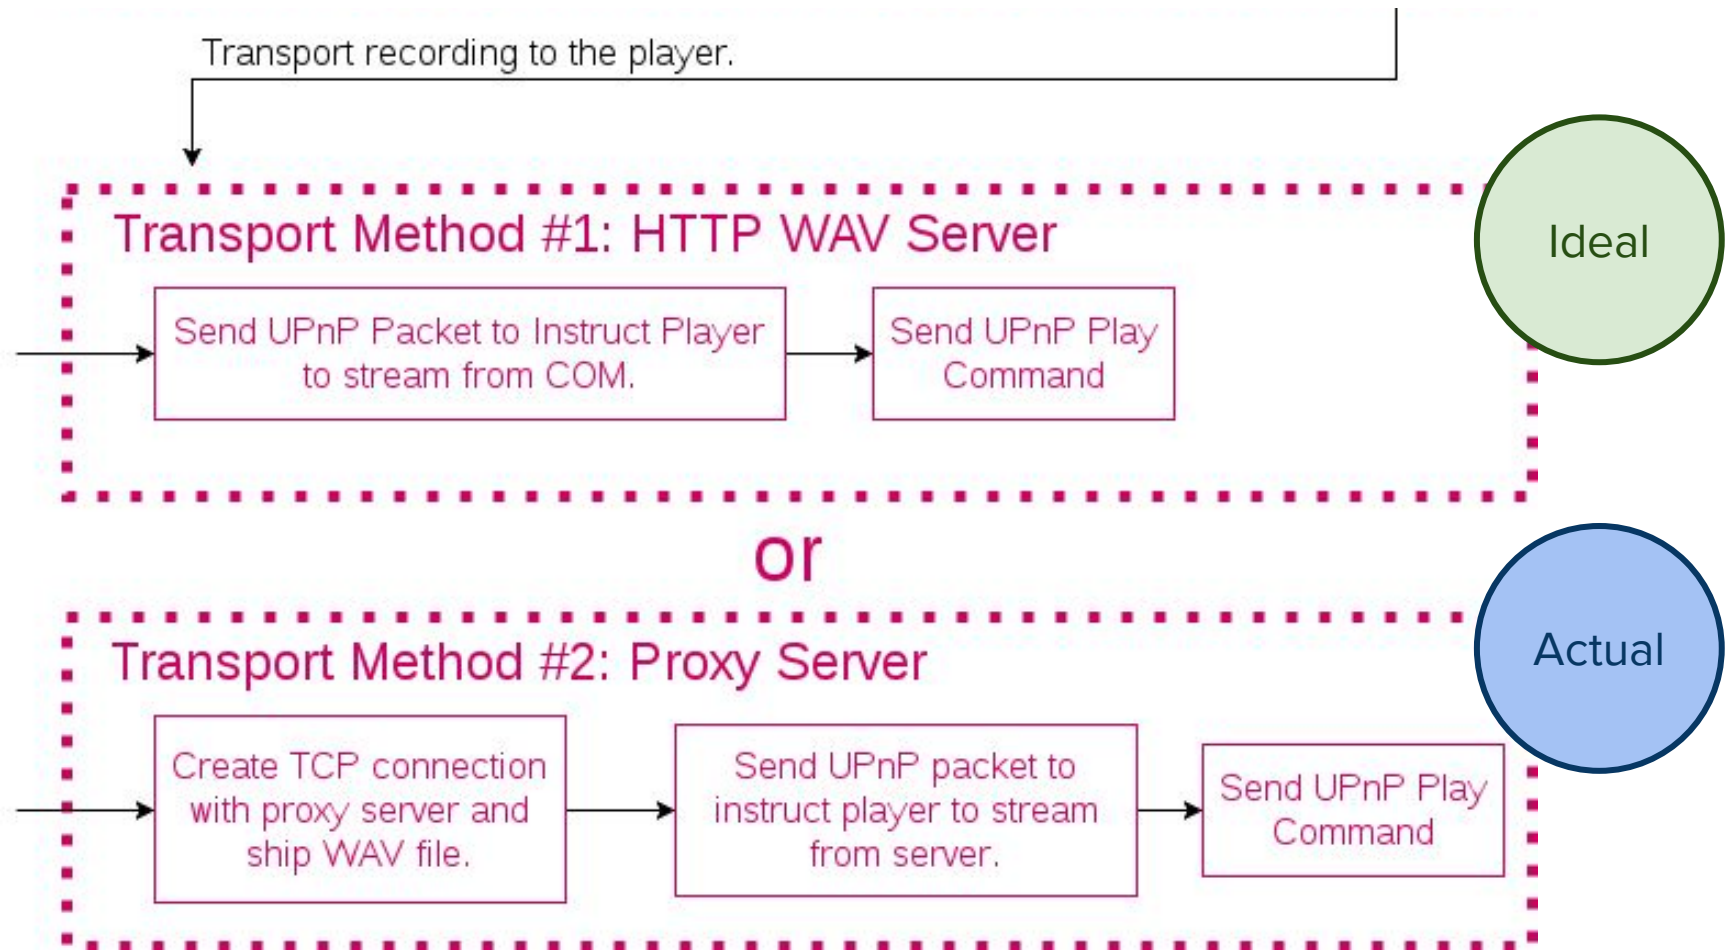 Transport recording to the player.
Transport Method #1: HTTP WAV Server
Ideal
Send UPnP Packet to Instruct Player
to stream from COM.
Send UPnP Play
Command
or
Transport Method #2: Proxy Server
Actual
Create TCP connection
with proxy server and
ship WAV file.
Send UPnP packet to
instruct player to stream
from server.
Send UPnP Play
Command